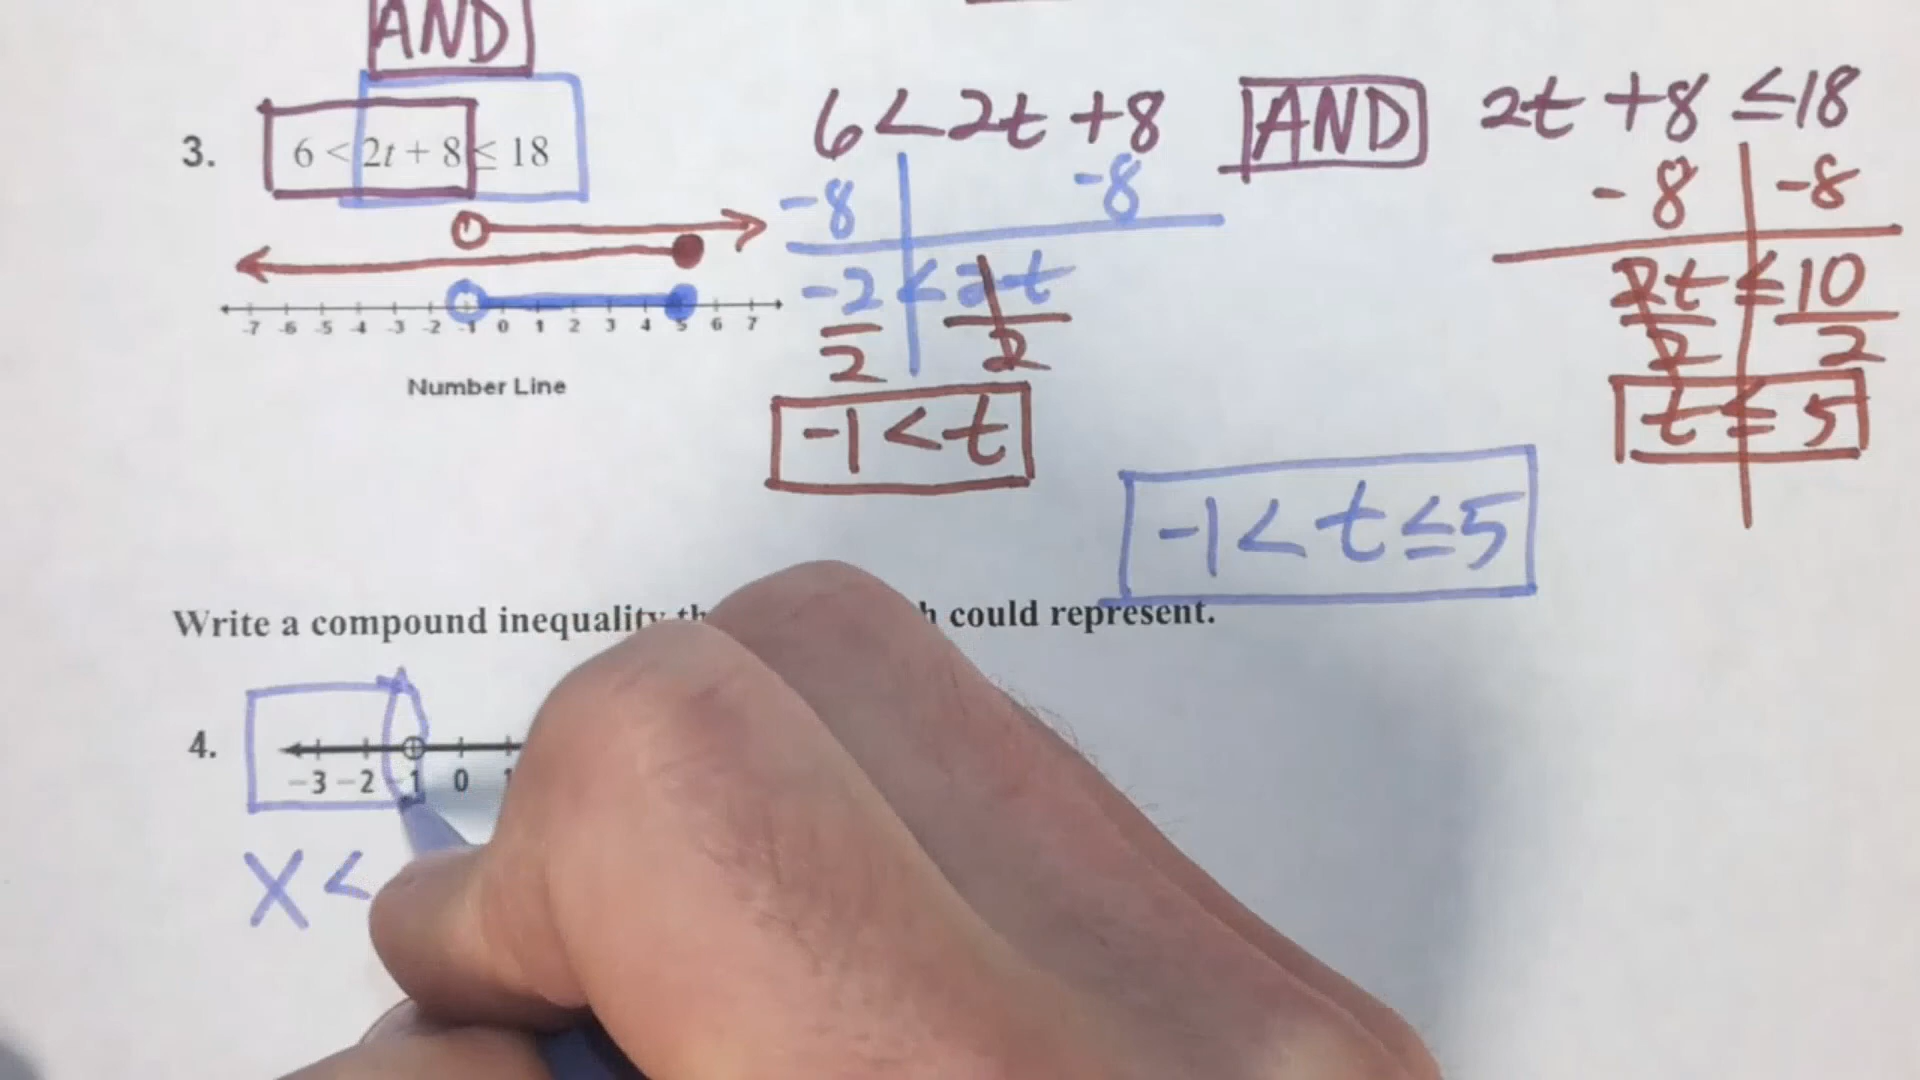 AND
3. 6 < 2t + 8 ≤ 18
-7 -6 -5 -4 -3 -2 -1 0 1 2 3 4 5 6 7
Number Line
6 < 2t + 8
-8 -8
-2 < 2t
2 2
-1 < t
AND
2t + 8 ≤ 18
-8 -8
2t ≤ 10
2 2
t ≤ 5
-1 < t ≤ 5
Write a compound inequality could represent.
4.
-3 -2 -1 0 1
X <